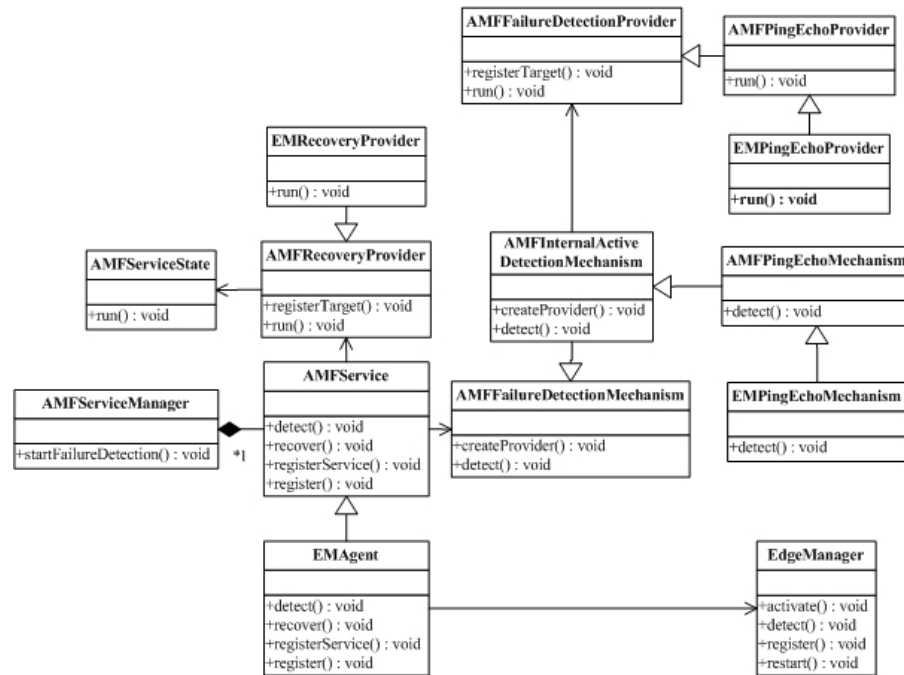 AMFFailureDetectionProvider
+registerTarget() : void
+run() : void
AMFPingEchoProvider
+run() : void
EMPingEchoProvider
+run() : void
EMRecoveryProvider
+run() : void
AMFServiceState
+run() : void
AMFRecoveryProvider
+registerTarget() : void
+run() : void
AMFInternalActive
DetectionMechanism
+createProvider() : void
+detect() : void
AMFPingEchoMechanism
+detect() : void
EMPingEchoMechanism
+detect() : void
AMFServiceManager
+startFailureDetection() : void
*1
AMFService
+detect() : void
+recover() : void
+registerService() : void
+register() : void
AMFFailureDetectionMechanism
+createProvider() : void
+detect() : void
EMAgent
+detect() : void
+recover() : void
+registerService() : void
+register() : void
EdgeManager
+activate() : void
+detect() : void
+register() : void
+restart() : void